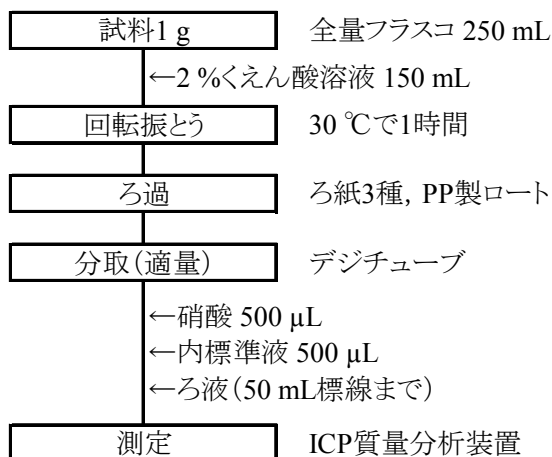 試料1 g 全量フラスコ 250 mL
←2 %くえん酸溶液 150 mL
回転振とう 30 ℃で1時間
ろ過 ろ紙3種, PP製ロート
分取(適量) デジチューブ
←硝酸 500 µL
←内標準液 500 µL
←ろ液(50 mL標線まで)
測定 ICP質量分析装置